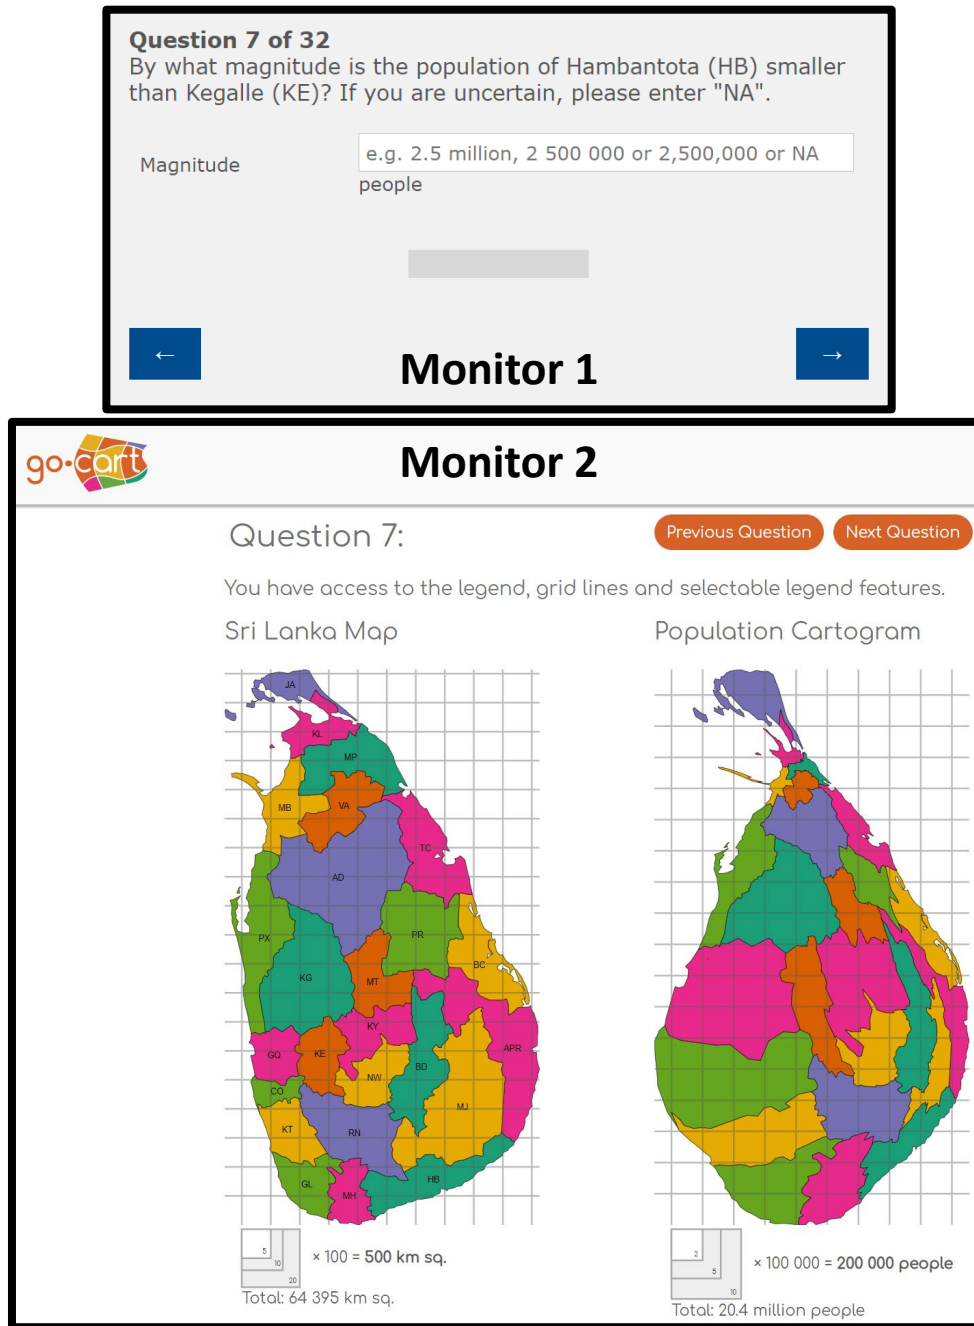 Question 7 of 32
By what magnitude is the population of Hambantota (HB) smaller
than Kegalle (KE)? If you are uncertain, please enter "NA".
Magnitude
e.g. 2.5 million, 2 500 000 or 2,500,000 or NA
people
←
Monitor 1
→
go-cart
Monitor 2
Question 7:
Previous Question
Next Question
You have access to the legend, grid lines and selectable legend features.
Sri Lanka Map
Population Cartogram
JA
KL
MP
MB
VA
TC
AD
PX
PR
KG
MT
BC
KY
GQ
KE
APR
BD
NW
CO
MJ
KT
RN
GL
MH
HB
5
10
20
× 100 = 500 km sq.
Total: 64 395 km sq.
2
5
10
× 100 000 = 200 000 people
Total: 20.4 million people